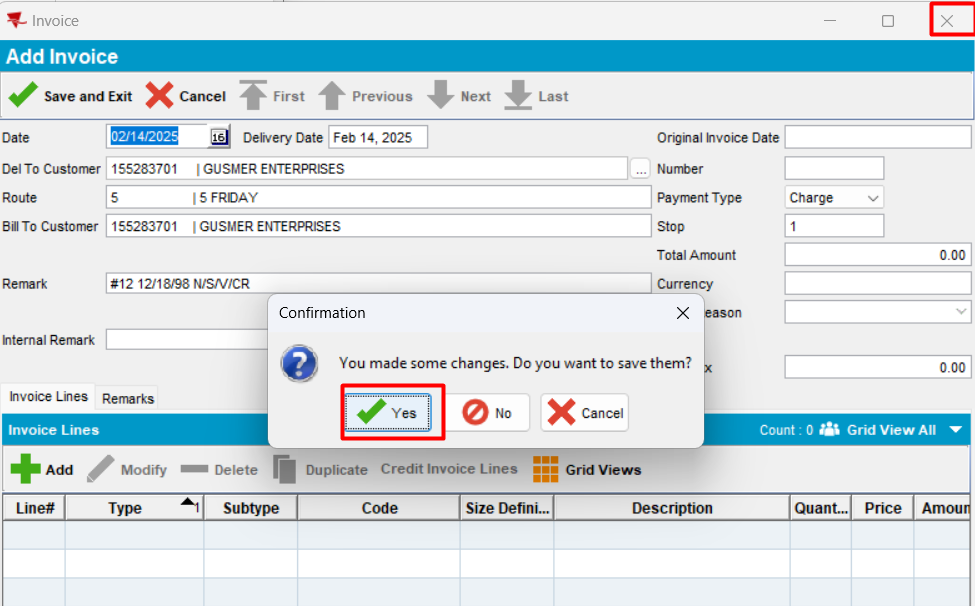 Invoice
Add Invoice
Save and Exit Cancel First Previous Next Last
Date 02/14/2025 16 Delivery Date Feb 14, 2025 Original Invoice Date
Del To Customer 155283701 | GUSMER ENTERPRISES ... Number
Route 5 | 5 FRIDAY Payment Type Charge
Bill To Customer 155283701 | GUSMER ENTERPRISES Stop 1
Total Amount 0.00
Remark #12 12/18/98 N/S/V/CR Currency
Confirmation
eason
Internal Remark
You made some changes. Do you want to save them?
x 0.00
Invoice Lines Remarks
Yes No Cancel
Invoice Lines Count : 0 Grid View All
Add Modify Delete Duplicate Credit Invoice Lines Grid Views
Line# Type 1 Subtype Code Size Defini... Description Quant... Price Amoun